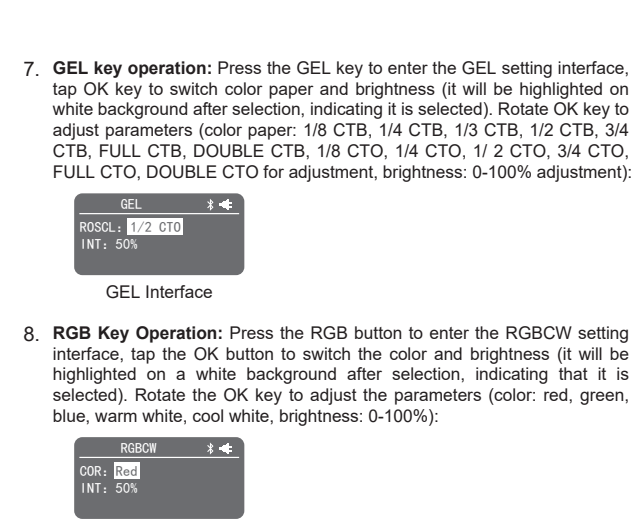 7. GEL key operation: Press the GEL key to enter the GEL setting interface,
tap OK key to switch color paper and brightness (it will be highlighted on
white background after selection, indicating it is selected). Rotate OK key to
adjust parameters (color paper: 1/8 CTB, 1/4 CTB, 1/3 CTB, 1/2 CTB, 3/4
CTB, FULL CTB, DOUBLE CTB, 1/8 CTO, 1/4 CTO, 1/ 2 CTO, 3/4 CTO,
FULL CTO, DOUBLE CTO for adjustment, brightness: 0-100% adjustment):
GEL
ROSCL: 1/2 CTO
INT: 50%
GEL Interface
8. RGB Key Operation: Press the RGB button to enter the RGBCW setting
interface, tap the OK button to switch the color and brightness (it will be
highlighted on a white background after selection, indicating that it is
selected). Rotate the OK key to adjust the parameters (color: red, green,
blue, warm white, cool white, brightness: 0-100%):
RGBCW
COR: Red
INT: 50%